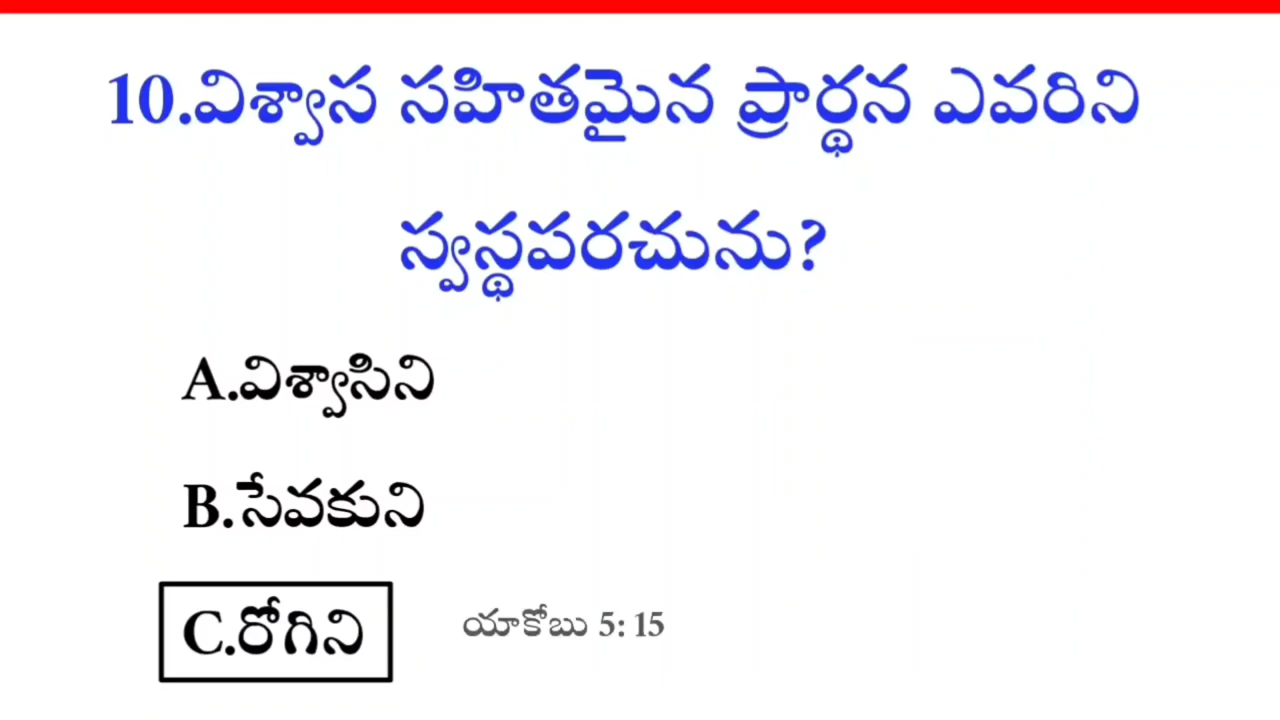 10.విశ్వాస సహితమైన ప్రార్థన ఎవరిని
స్వస్థపరచును?
A.విశ్వాసిని
B.సేవకుని
C.రోగిని యాకోబు 5: 15